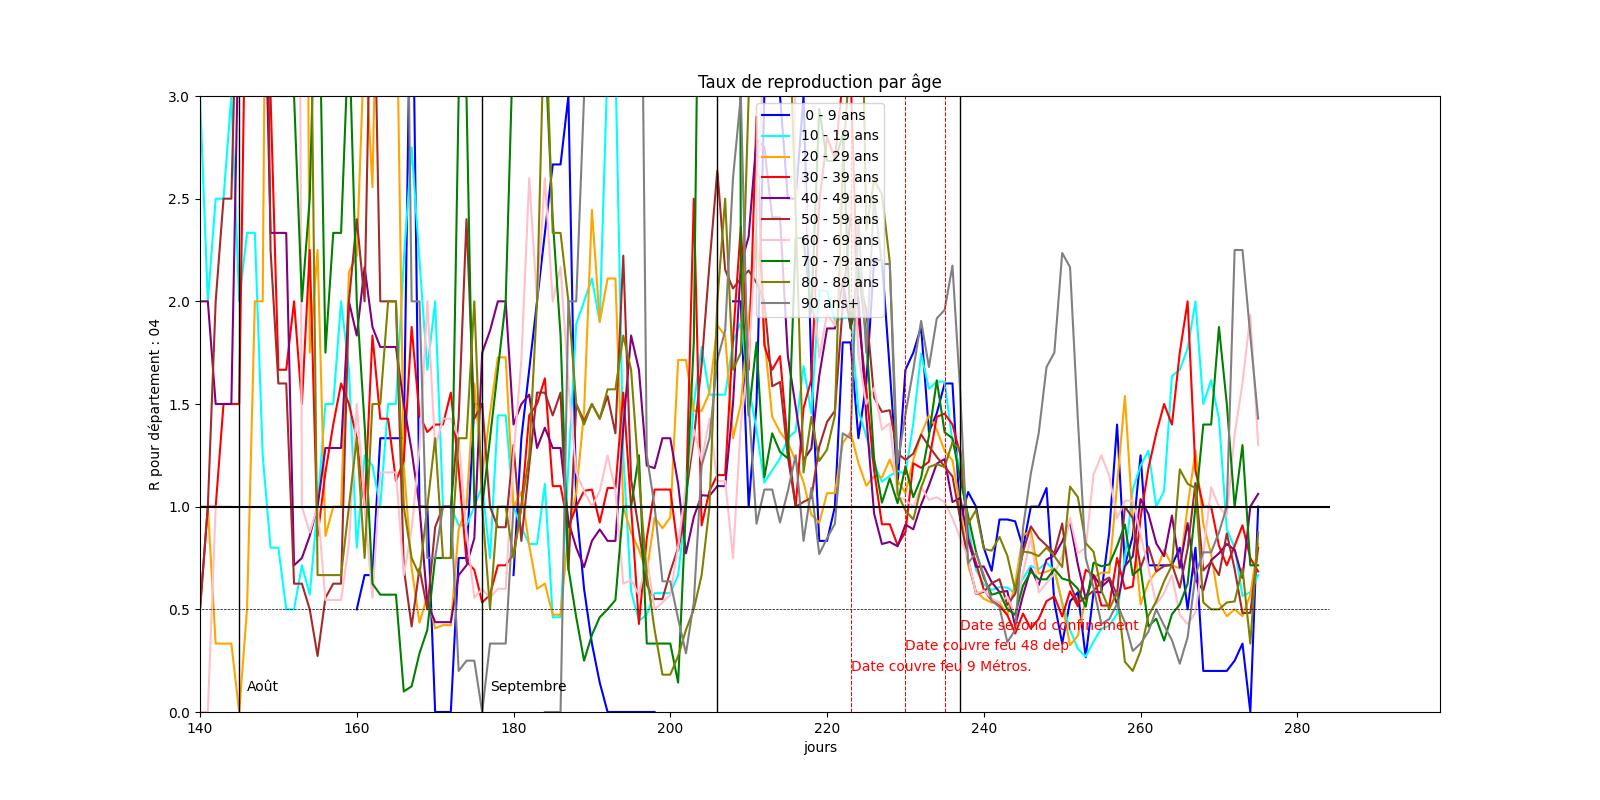 Taux de reproduction par âge
R pour département : 04
3.0
2.5
2.0
1.5
1.0
0.5
0.0
0 - 9 ans
10 - 19 ans
20 - 29 ans
30 - 39 ans
40 - 49 ans
50 - 59 ans
60 - 69 ans
70 - 79 ans
80 - 89 ans
90 ans+
Date second confinement
Date couvre feu 48 dep
Date couvre feu 9 Métros.
Août
Septembre
140 160 180 200 220 240 260 280
jours